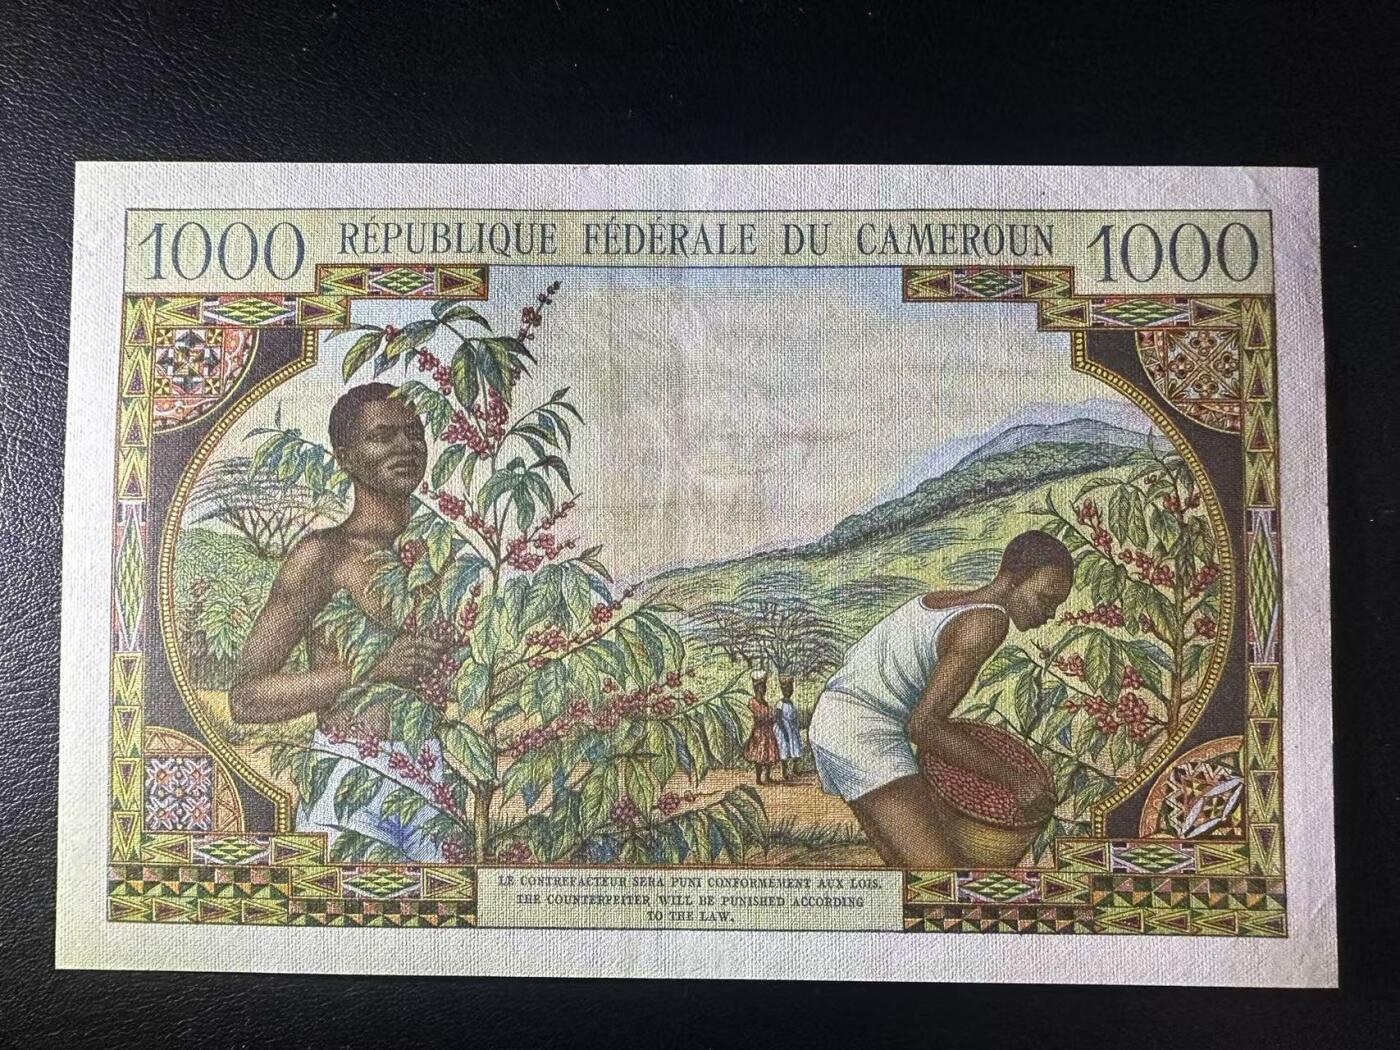 1000 RÉPUBLIQUE FÉDÉRALE DU CAMEROUN 1000
LE CONTREFACTEUR SERA PUNI CONFORMÉMENT AUX LOIS.
THE COUNTERFEITER WILL BE PUNISHED ACCORDING
TO THE LAW.